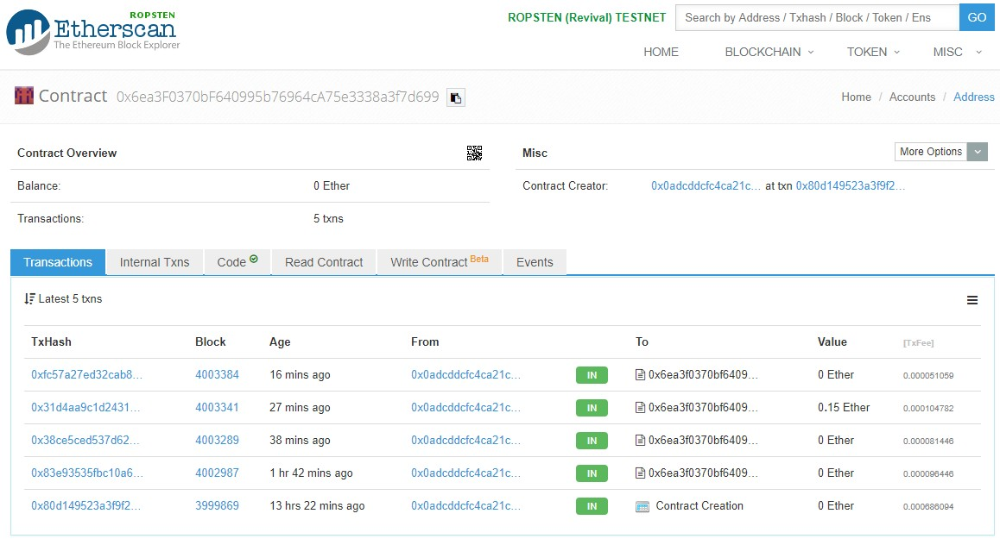 ROPSTEN
Etherscan
The Ethereum Block Explorer
ROPSTEN (Revival) TESTNET
Search by Address / Txhash / Block / Token / Ens
GO
HOME BLOCKCHAIN TOKEN MISC
Contract 0x6ea3F0370bF640995b76964cA75e3338a3f7d699
Home / Accounts / Address
Contract Overview
Balance: 0 Ether
Transactions: 5 txns
Misc
More Options
Contract Creator: 0x0adcddcfc4ca21c... at txn 0x80d149523a3f9f2...
Transactions Internal Txns Code Read Contract Write Contract Beta Events
Latest 5 txns
TxHash Block Age From To Value [TxFee]
0xfc57a27ed32cab8... 4003384 16 mins ago 0x0adcddcfc4ca21c... IN 0x6ea3f0370bf6409... 0 Ether 0.000051059
0x31d4aa9c1d2431... 4003341 27 mins ago 0x0adcddcfc4ca21c... IN 0x6ea3f0370bf6409... 0.15 Ether 0.000104782
0x38ce5ced537d62... 4003289 38 mins ago 0x0adcddcfc4ca21c... IN 0x6ea3f0370bf6409... 0 Ether 0.000081446
0x83e93535fbc10a6... 4002987 1 hr 42 mins ago 0x0adcddcfc4ca21c... IN 0x6ea3f0370bf6409... 0 Ether 0.000096446
0x80d149523a3f9f2... 3999869 13 hrs 22 mins ago 0x0adcddcfc4ca21c... IN Contract Creation 0 Ether 0.000686094